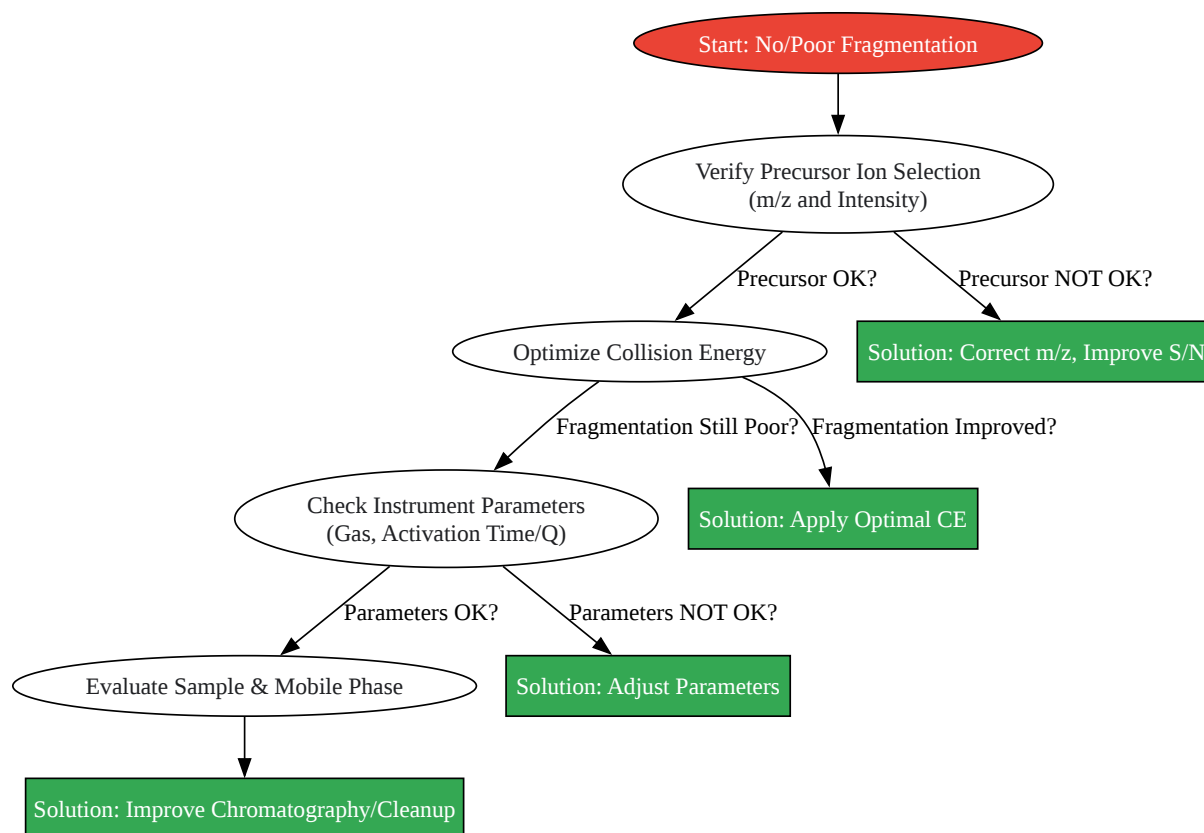 Start: No/Poor Fragmentation
Verify Precursor Ion Selection
(m/z and Intensity)
Precursor OK?
Precursor NOT OK?
Optimize Collision Energy
Solution: Correct m/z, Improve S/N
Fragmentation Still Poor?
Fragmentation Improved?
Check Instrument Parameters
(Gas, Activation Time/Q)
Solution: Apply Optimal CE
Parameters OK?
Parameters NOT OK?
Evaluate Sample & Mobile Phase
Solution: Adjust Parameters
Solution: Improve Chromatography/Cleanup